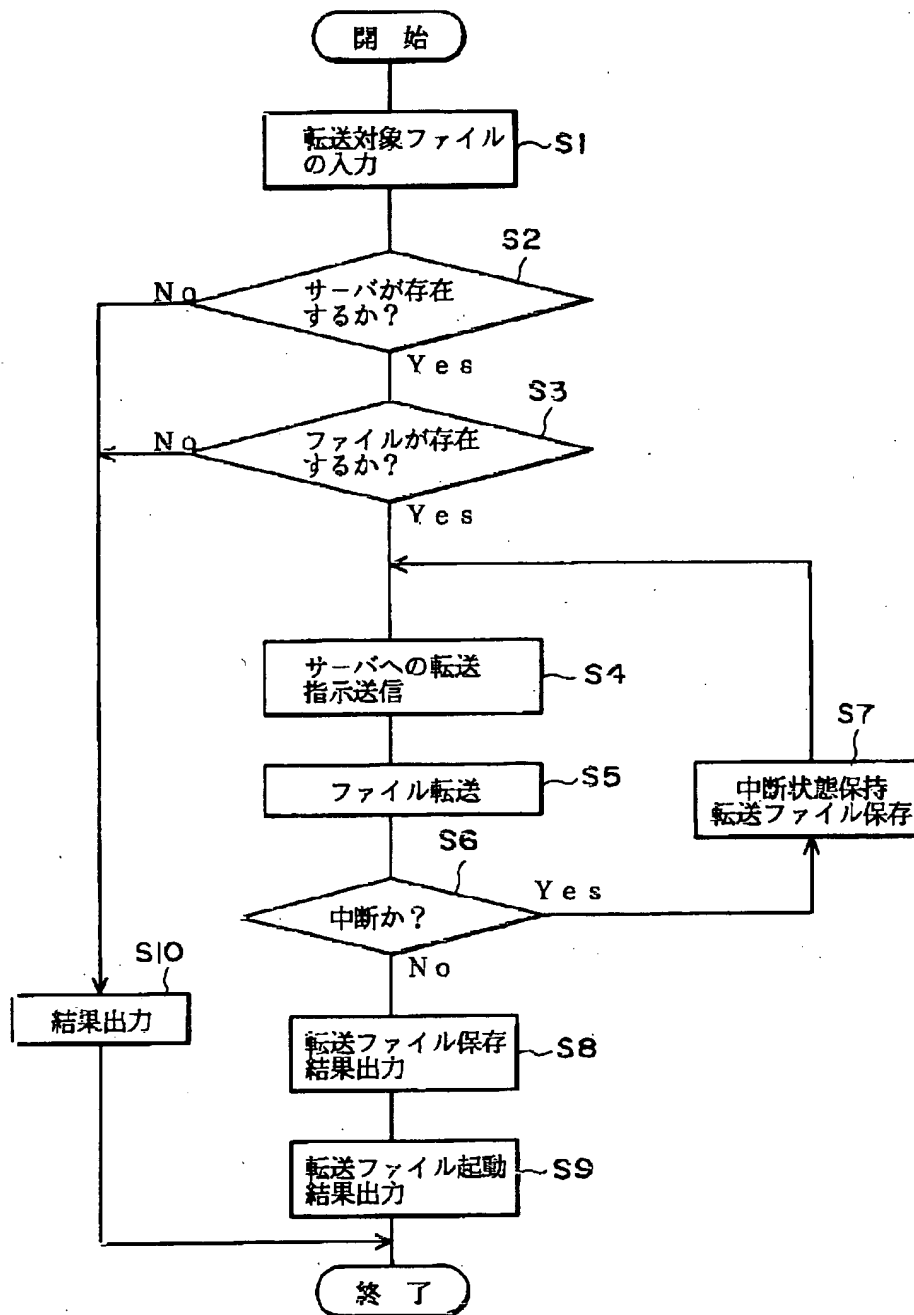 開 始
転送対象ファイル
の入力
S1
S2
サーバが存在
するか?
No
Yes
S3
ファイルが存在
するか?
No
Yes
サーバへの転送
指示送信
S4
S7
中断状態保持
転送ファイル保存
ファイル転送
S5
S6
中断か?
Yes
No
S10
結果出力
転送ファイル保存
結果出力
S8
転送ファイル起動
結果出力
S9
終 了